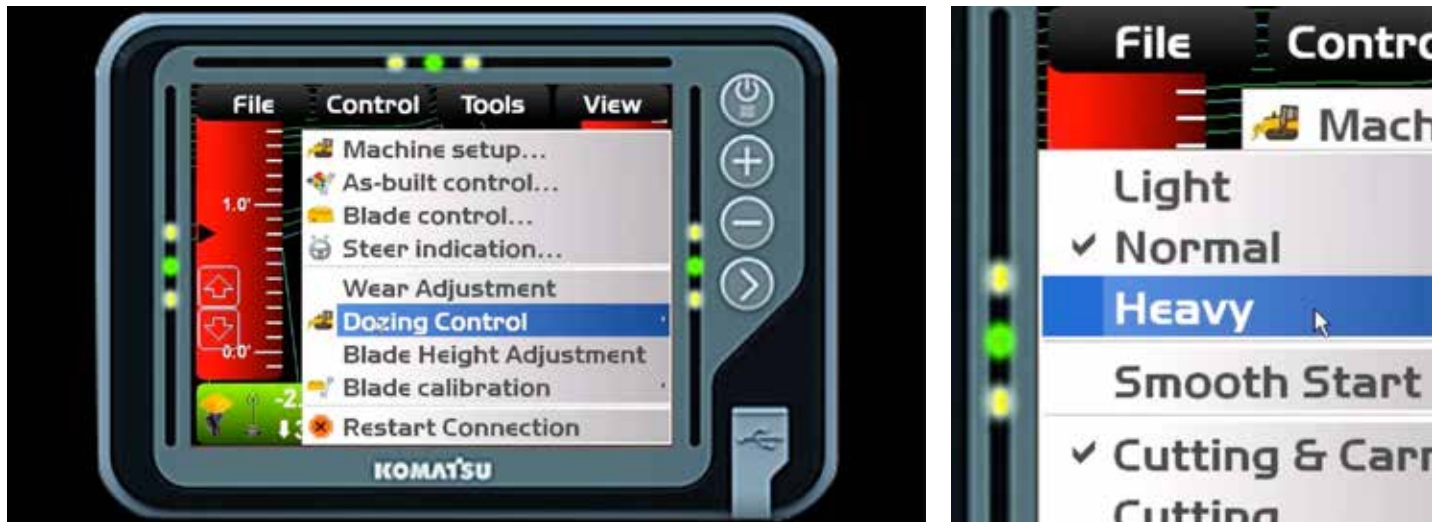 File Control Tools View
Machine setup...
As-built control...
1.0'
Blade control...
Steer indication...
Wear Adjustment
Dozing Control
0.0'
Blade Height Adjustment
Blade calibration
-2.
Restart Connection
KOMATSU
File Contro
Mach
Light
Normal
Heavy
Smooth Start
Cutting & Carr
Cutting